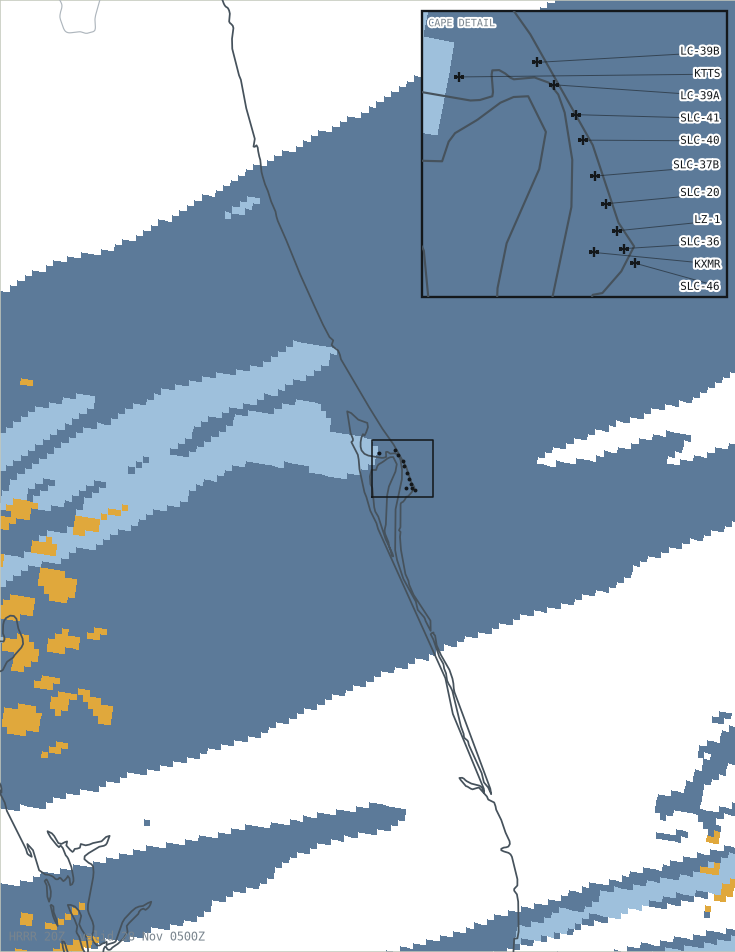 CAPE DETAIL
LC-39B
KTTS
LC-39A
SLC-41
SLC-40
SLC-37B
SLC-20
LZ-1
SLC-36
KXMR
SLC-46
HRRR
Nov 0500Z